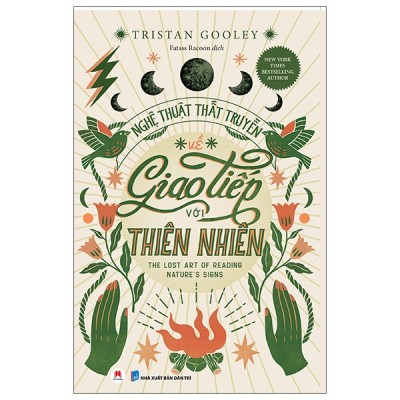 TRISTAN GOOLEY
Fatass Racoon dịch
NEW YORK
TIMES
BESTSELLING
AUTHOR
NGHỆ THUẬT THẤT TRUYỀN
VỀ
Giao Tiếp
VỚI
THIÊN NHIÊN
THE LOST ART OF READING
NATURE'S SIGNS
NHÀ XUẤT BẢN DÂN TRÍ